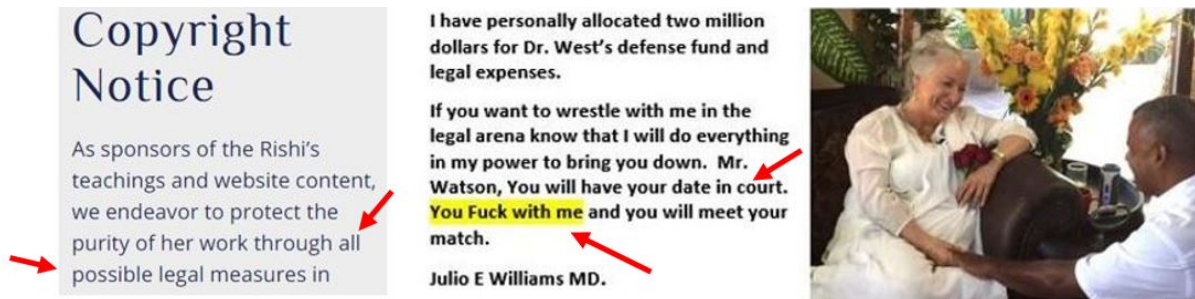 Copyright
Notice
As sponsors of the Rishi's
teachings and website content,
we endeavor to protect the
purity of her work through all
possible legal measures in
I have personally allocated two million
dollars for Dr. West's defense fund and
legal expenses.
If you want to wrestle with me in the
legal arena know that I will do everything
in my power to bring you down.  Mr.
Watson, You will have your date in court.
You Fuck with me and you will meet your
match.
Julio E Williams MD.